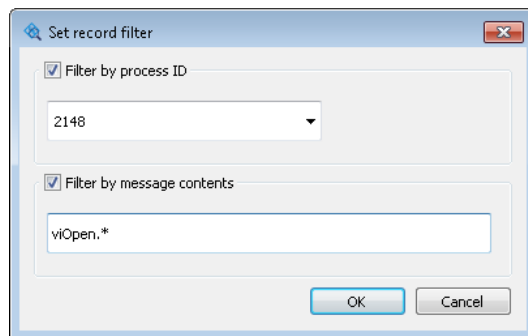 Set record filter
Filter by process ID
2148
Filter by message contents
viOpen.*
OK Cancel